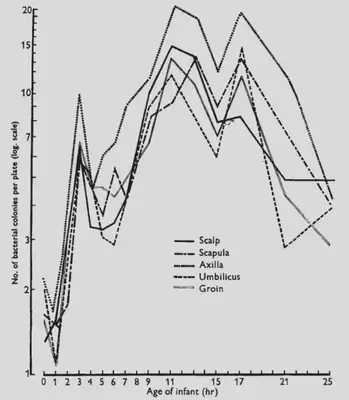 No. of bacterial colonies per plate (log. scale)
20
15
10
7
5
3
2
1
Scalp
Scapula
Axilla
Umbilicus
Groin
0 1 2 3 4 5 6 7 8 9 11 13 15 17 21 25
Age of infant (hr)